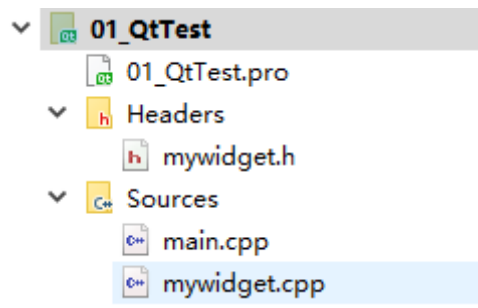 01_QtTest
01_QtTest.pro
Headers
mywidget.h
Sources
main.cpp
mywidget.cpp